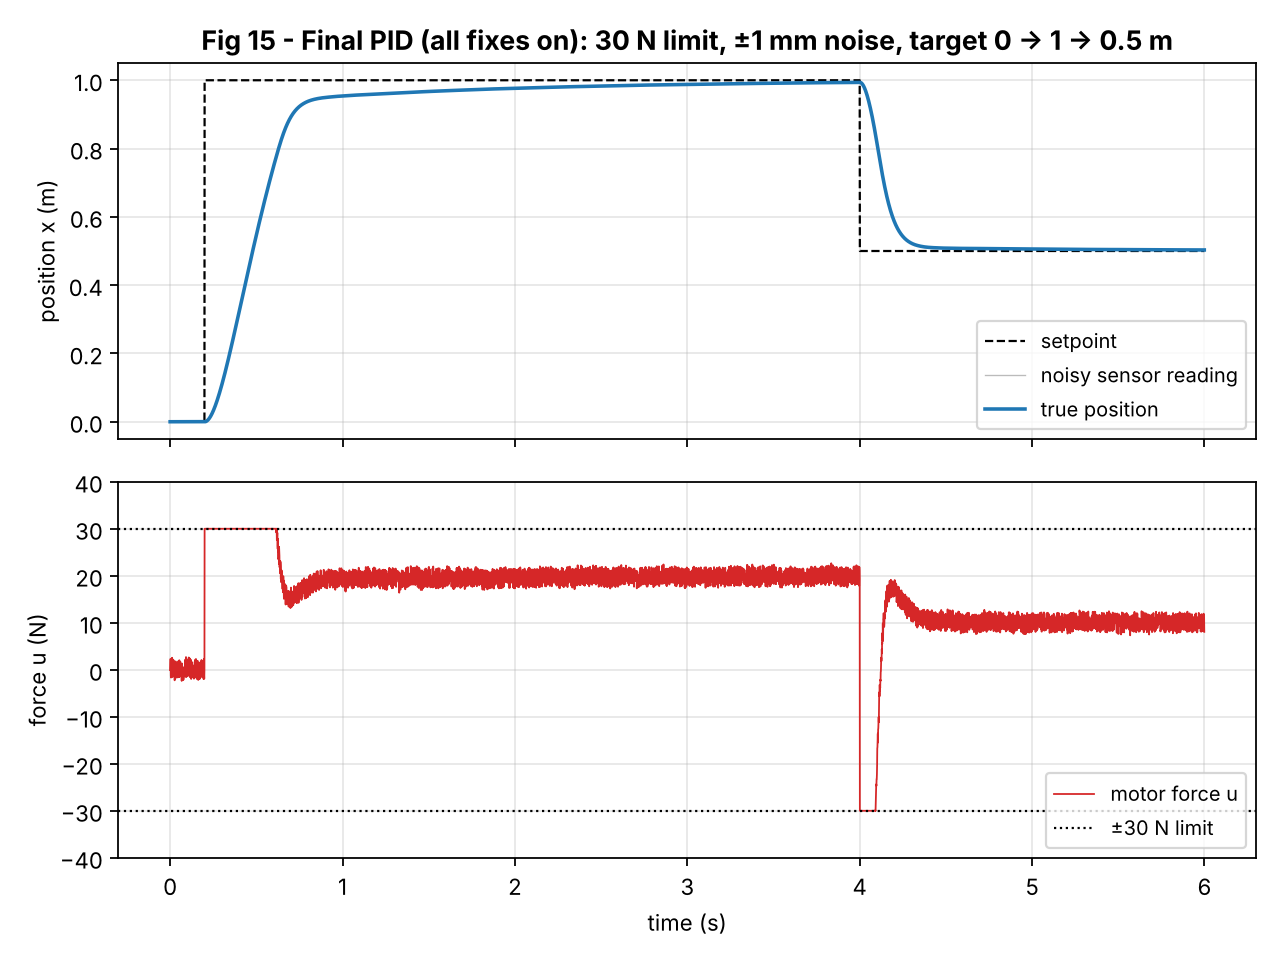 Fig 15 - Final PID (all fixes on): 30 N limit, ±1 mm noise, target 0 → 1 → 0.5 m
1.0
0.8
0.6
0.4
0.2
0.0
position x (m)
setpoint
noisy sensor reading
true position
40
30
20
10
0
−10
−20
−30
−40
force u (N)
motor force u
±30 N limit
0 1 2 3 4 5 6
time (s)